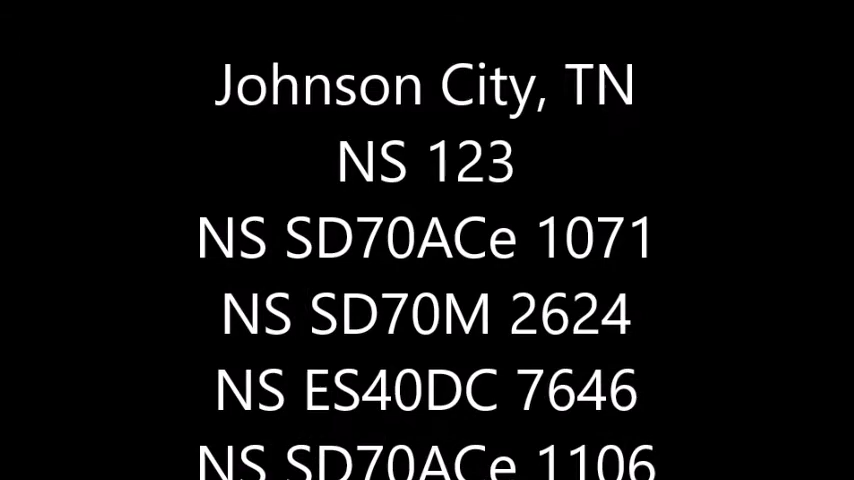 Johnson City, TN
NS 123
NS SD70ACe 1071
NS SD70M 2624
NS ES40DC 7646
NS SD70ACe 1106